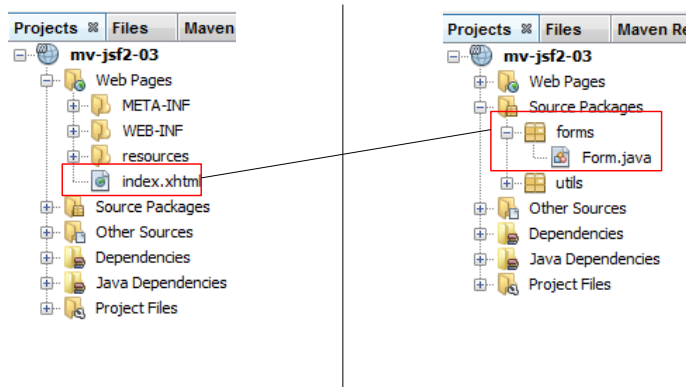 Projects Files Maven
mv-jsf2-03
Web Pages
META-INF
WEB-INF
resources
index.xhtml
Source Packages
Other Sources
Dependencies
Java Dependencies
Project Files
Projects Files Maven Re
mv-jsf2-03
Web Pages
Source Packages
forms
Form.java
utils
Other Sources
Dependencies
Java Dependencies
Project Files